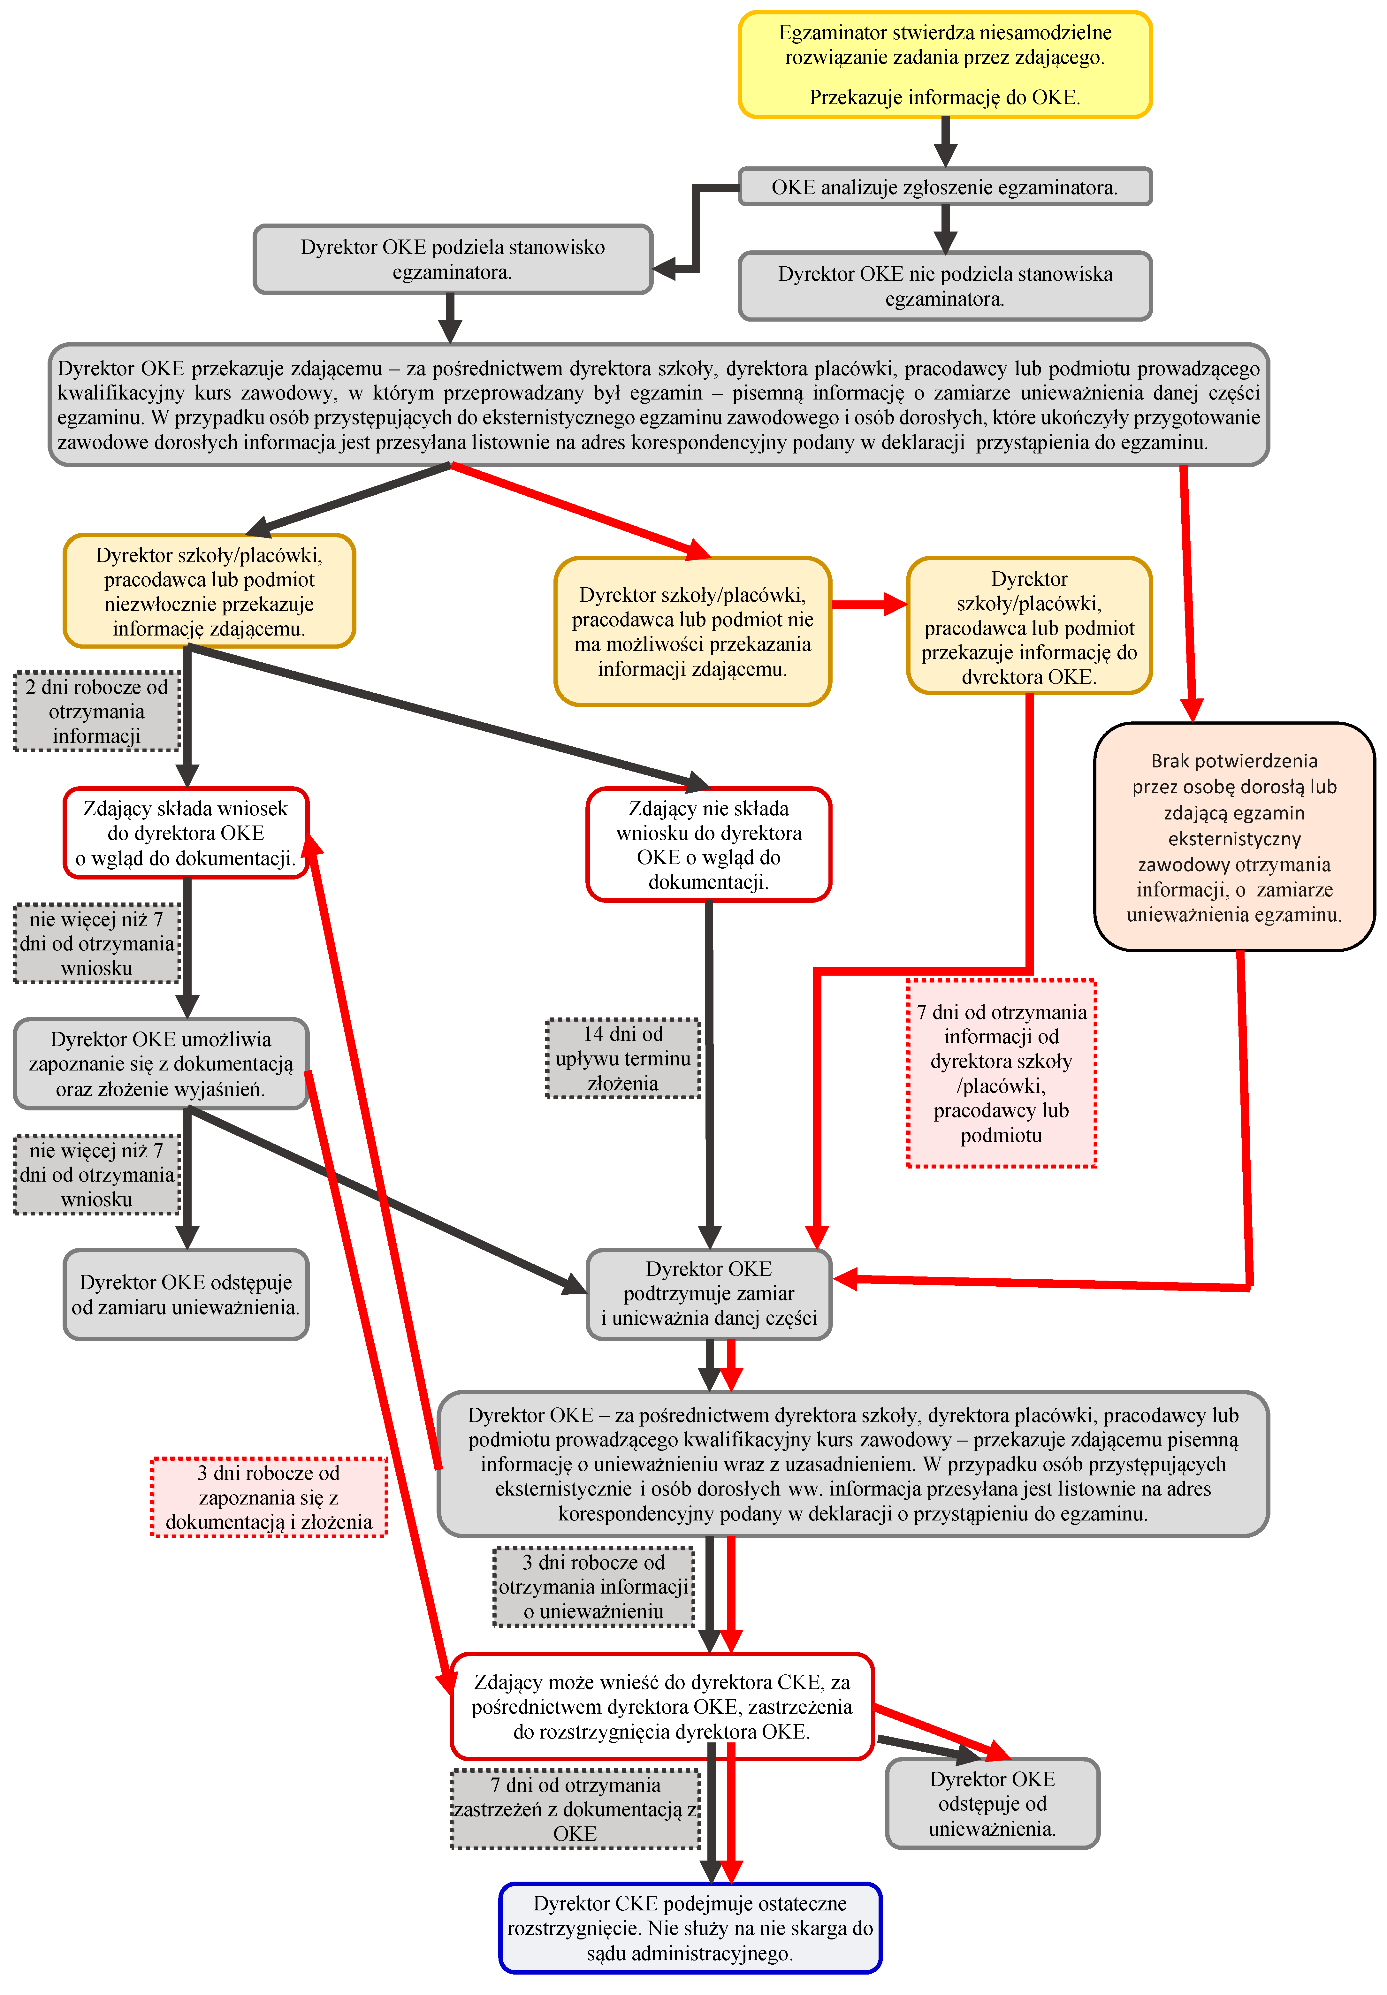 Egzaminator stwierdza niesamodzielne
rozwiązanie zadania przez zdającego.
Przekazuje informację do OKE.
OKE analizuje zgłoszenie egzaminatora.
Dyrektor OKE podziela stanowisko
egzaminatora.
Dyrektor OKE nie podziela stanowiska
egzaminatora.
Dyrektor OKE przekazuje zdającemu – za pośrednictwem dyrektora szkoły, dyrektora placówki, pracodawcy lub podmiotu prowadzącego
kwalifikacyjny kurs zawodowy, w którym przeprowadzany był egzamin – pisemną informację o zamiarze unieważnienia danej części
egzaminu. W przypadku osób przystępujących do eksternistycznego egzaminu zawodowego i osób dorosłych, które ukończyły przygotowanie
zawodowe dorosłych informacja jest przesyłana listownie na adres korespondencyjny podany w deklaracji przystąpienia do egzaminu.
Dyrektor szkoły/placówki,
pracodawca lub podmiot
niezwłocznie przekazuje
informację zdającemu.
Dyrektor szkoły/placówki,
pracodawca lub podmiot nie
ma możliwości przekazania
informacji zdającemu.
Dyrektor
szkoły/placówki,
pracodawca lub podmiot
przekazuje informację do
dyrektora OKE.
2 dni robocze od
otrzymania
informacji
Brak potwierdzenia
przez osobę dorosłą lub
zdającą egzamin
eksternistyczny
zawodowy otrzymania
informacji, o zamiarze
unieważnienia egzaminu.
Zdający składa wniosek
do dyrektora OKE
o wgląd do dokumentacji.
Zdający nie składa
wniosku do dyrektora
OKE o wgląd do
dokumentacji.
nie więcej niż 7
dni od otrzymania
wniosku
7 dni od otrzymania
informacji od
dyrektora szkoły
/placówki,
pracodawcy lub
podmiotu
Dyrektor OKE umożliwia
zapoznanie się z dokumentacją
oraz złożenie wyjaśnień.
14 dni od
upływu terminu
złożenia
nie więcej niż 7
dni od otrzymania
wniosku
Dyrektor OKE odstępuje
od zamiaru unieważnienia.
Dyrektor OKE
podtrzymuje zamiar
i unieważnia danej części
Dyrektor OKE – za pośrednictwem dyrektora szkoły, dyrektora placówki, pracodawcy lub
podmiotu prowadzącego kwalifikacyjny kurs zawodowy – przekazuje zdającemu pisemną
informację o unieważnieniu wraz z uzasadnieniem. W przypadku osób przystępujących
eksternistycznie i osób dorosłych ww. informacja przesyłana jest listownie na adres
korespondencyjny podany w deklaracji o przystąpieniu do egzaminu.
3 dni robocze od
zapoznania się z
dokumentacją i złożenia
3 dni robocze od
otrzymania informacji
o unieważnieniu
Zdający może wnieść do dyrektora CKE, za
pośrednictwem dyrektora OKE, zastrzeżenia
do rozstrzygnięcia dyrektora OKE.
7 dni od otrzymania
zastrzeżeń z dokumentacją z
OKE
Dyrektor OKE
odstępuje od
unieważnienia.
Dyrektor CKE podejmuje ostateczne
rozstrzygnięcie. Nie służy na nie skarga do
sądu administracyjnego.